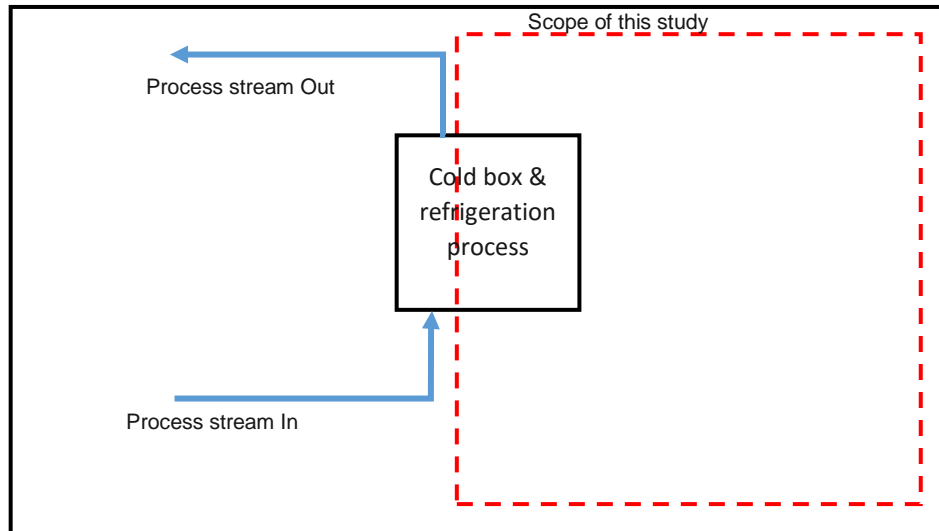 Scope of this study
Process stream Out
Cold box &
refrigeration
process
Process stream In